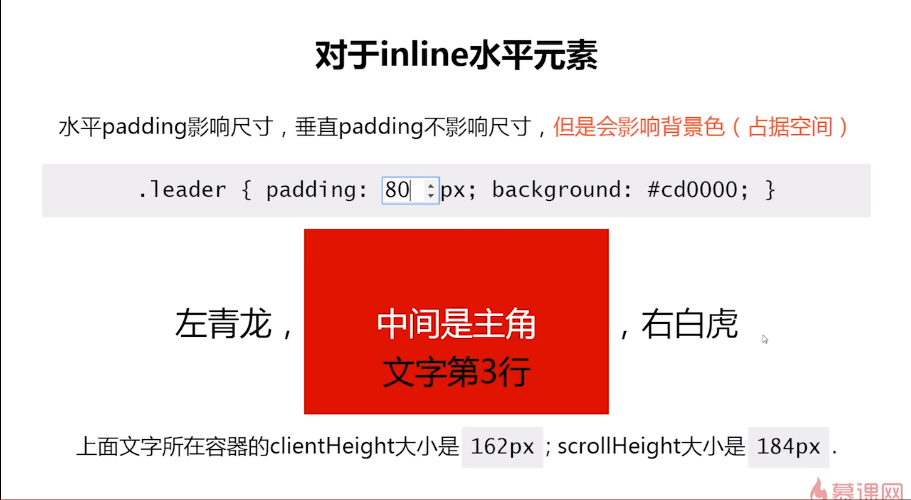 对于inline水平元素
水平padding影响尺寸，垂直padding不影响尺寸，但是会影响背景色（占据空间）
.leader { padding: 80 px; background: #cd0000; }
左青龙，中间是主角，右白虎
文字第3行
上面文字所在容器的clientHeight大小是 162px ; scrollHeight大小是 184px .
慕课网